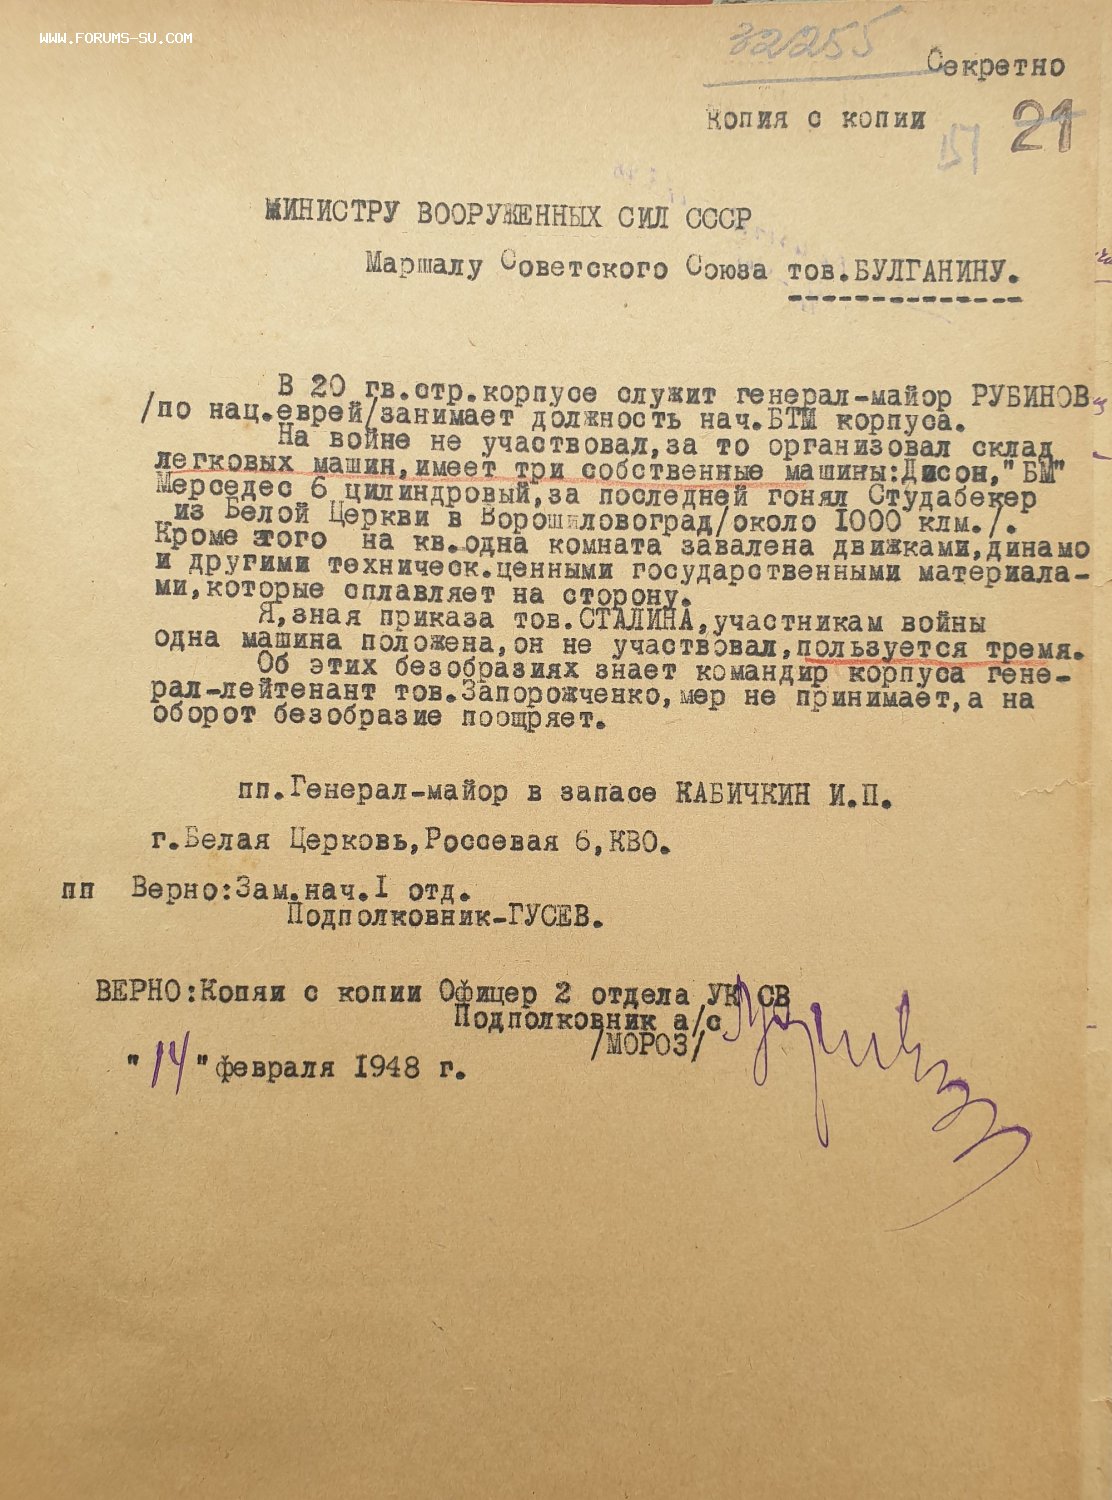 WWW.FORUMS-SU.COM
32255
Секретно
Копия с копии
21
МИНИСТРУ ВООРУЖЕННЫХ СИЛ СССР
Маршалу Советского Союза тов.БУЛГАНИНУ.
В 20 гв.стр.корпусе служит генерал-майор РУБИНОВ
/по нац.еврей/занимает должность нач.БТМ корпуса.
На войне не участвовал,за то организовал склад
легковых машин,имеет три собственные машины:Дисон,"БМ"
Мерседес 6 цилиндровый,за последней гонял Студабекер
из Белой Церкви в Ворошиловоград/около 1000 клм./.
Кроме этого на кв.одна комната завалена движками,динамо
и другими техническ.ценными государственными материала-
ми,которые сплавляет на сторону.
Я,зная приказа тов.СТАЛИНА,участникам войны
одна машина положена,он не участвовал,пользуется тремя.
Об этих безобразиях знает командир корпуса гене-
рал-лейтенант тов.Запорожченко,мер не принимает,а на
оборот безобразие поощряет.
пп.Генерал-майор в запасе КАБИЧКИН И.П.
г.Белая Церковь,Россевая 6,КВО.
пп Верно:Зам.нач.I отд.
Подполковник-ГУСЕВ.
ВЕРНО:Копяи с копии Офицер 2 отдела УК СВ
Подполковник а/с
/МОРОЗ/
"14" февраля 1948 г.